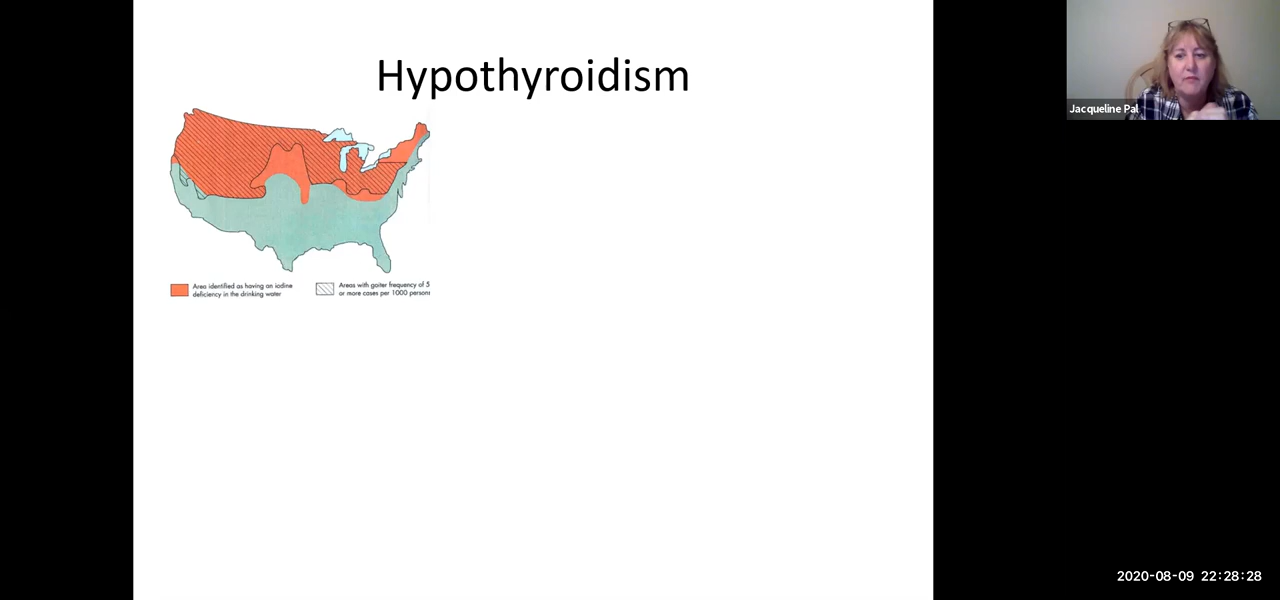 Hypothyroidism
Jacqueline Pal
Area identified as having an iodine
deficiency in the drinking water
Areas with goiter frequency of 5
or more cases per 1000 persons
2020-08-09 22:28:28